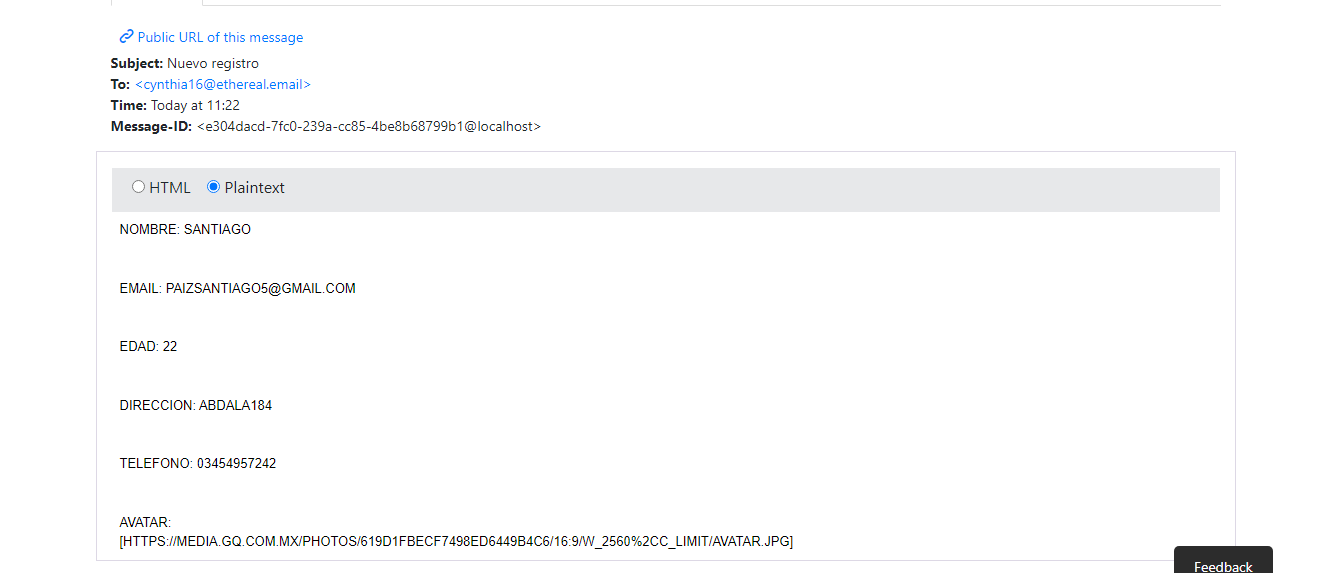 Public URL of this message
Subject: Nuevo registro
To: <cynthia16@ethereal.email>
Time: Today at 11:22
Message-ID: <e304dacd-7fc0-239a-cc85-4be8b68799b1@localhost>
HTML Plaintext
NOMBRE: SANTIAGO
EMAIL: PAIZSANTIAGO5@GMAIL.COM
EDAD: 22
DIRECCION: ABDALA184
TELEFONO: 03454957242
AVATAR:
[HTTPS://MEDIA.GQ.COM.MX/PHOTOS/619D1FBECF7498ED6449B4C6/16:9/W_2560%2CC_LIMIT/AVATAR.JPG]
Feedback